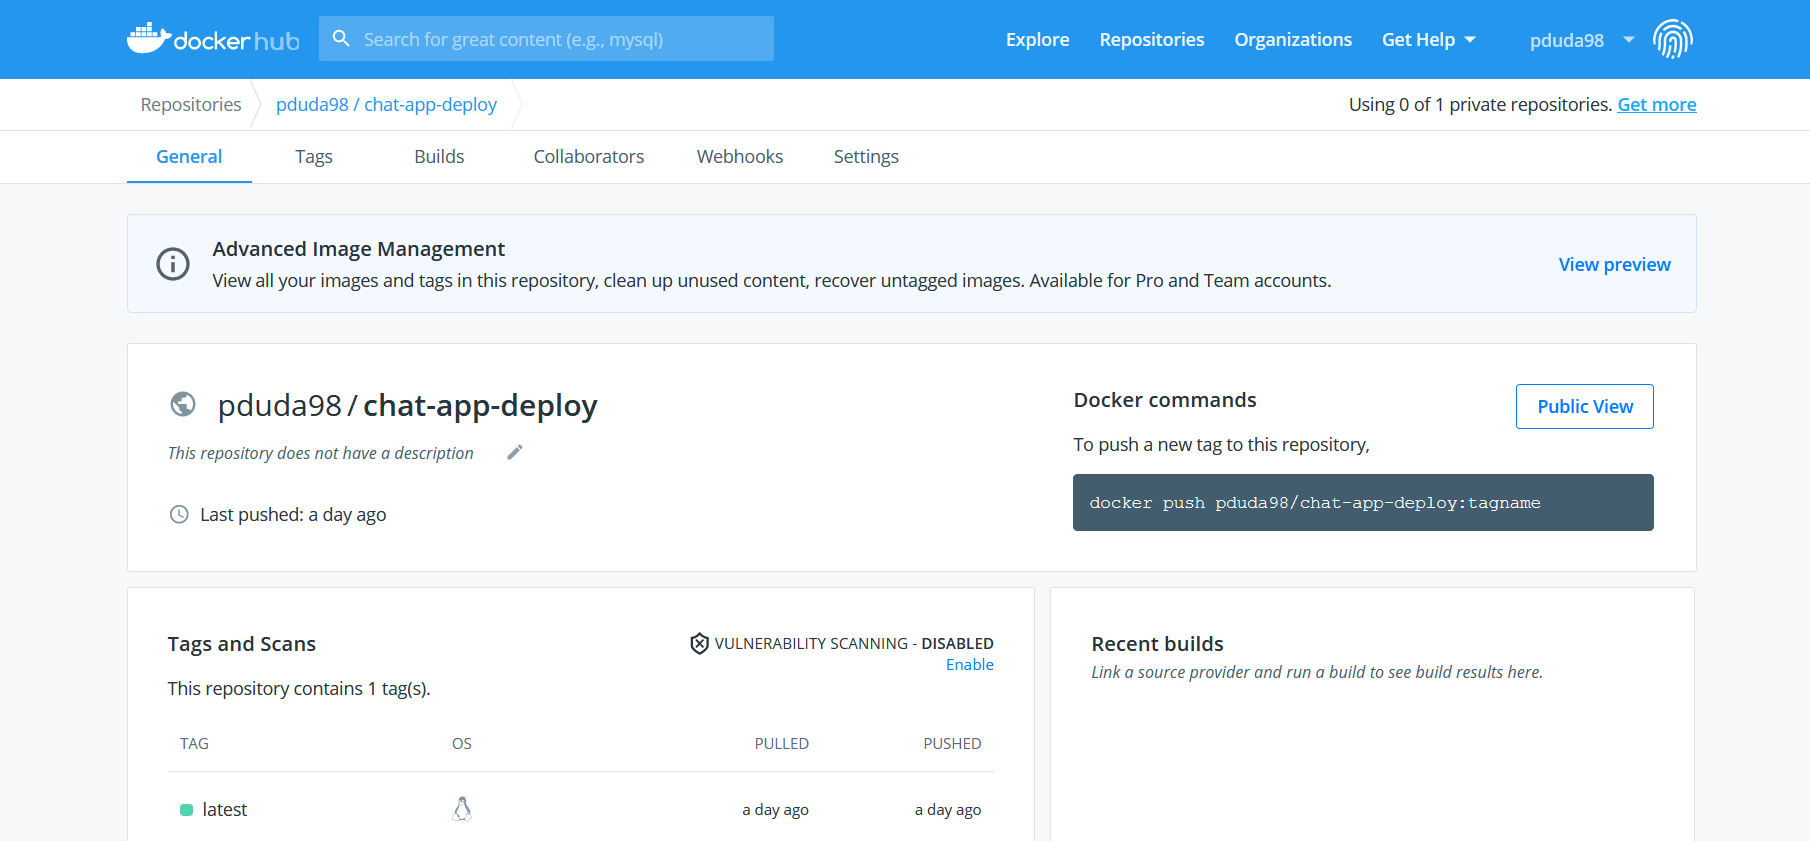 docker hub
Search for great content (e.g., mysql)
Explore
Repositories
Organizations
Get Help
pduda98
Repositories
pduda98 / chat-app-deploy
Using 0 of 1 private repositories. Get more
General
Tags
Builds
Collaborators
Webhooks
Settings
Advanced Image Management
View all your images and tags in this repository, clean up unused content, recover untagged images. Available for Pro and Team accounts.
View preview
pduda98 / chat-app-deploy
This repository does not have a description
Last pushed: a day ago
Docker commands
Public View
To push a new tag to this repository,
docker push pduda98/chat-app-deploy:tagname
Tags and Scans
VULNERABILITY SCANNING - DISABLED
Enable
This repository contains 1 tag(s).
TAG OS PULLED PUSHED
latest a day ago a day ago
Recent builds
Link a source provider and run a build to see build results here.